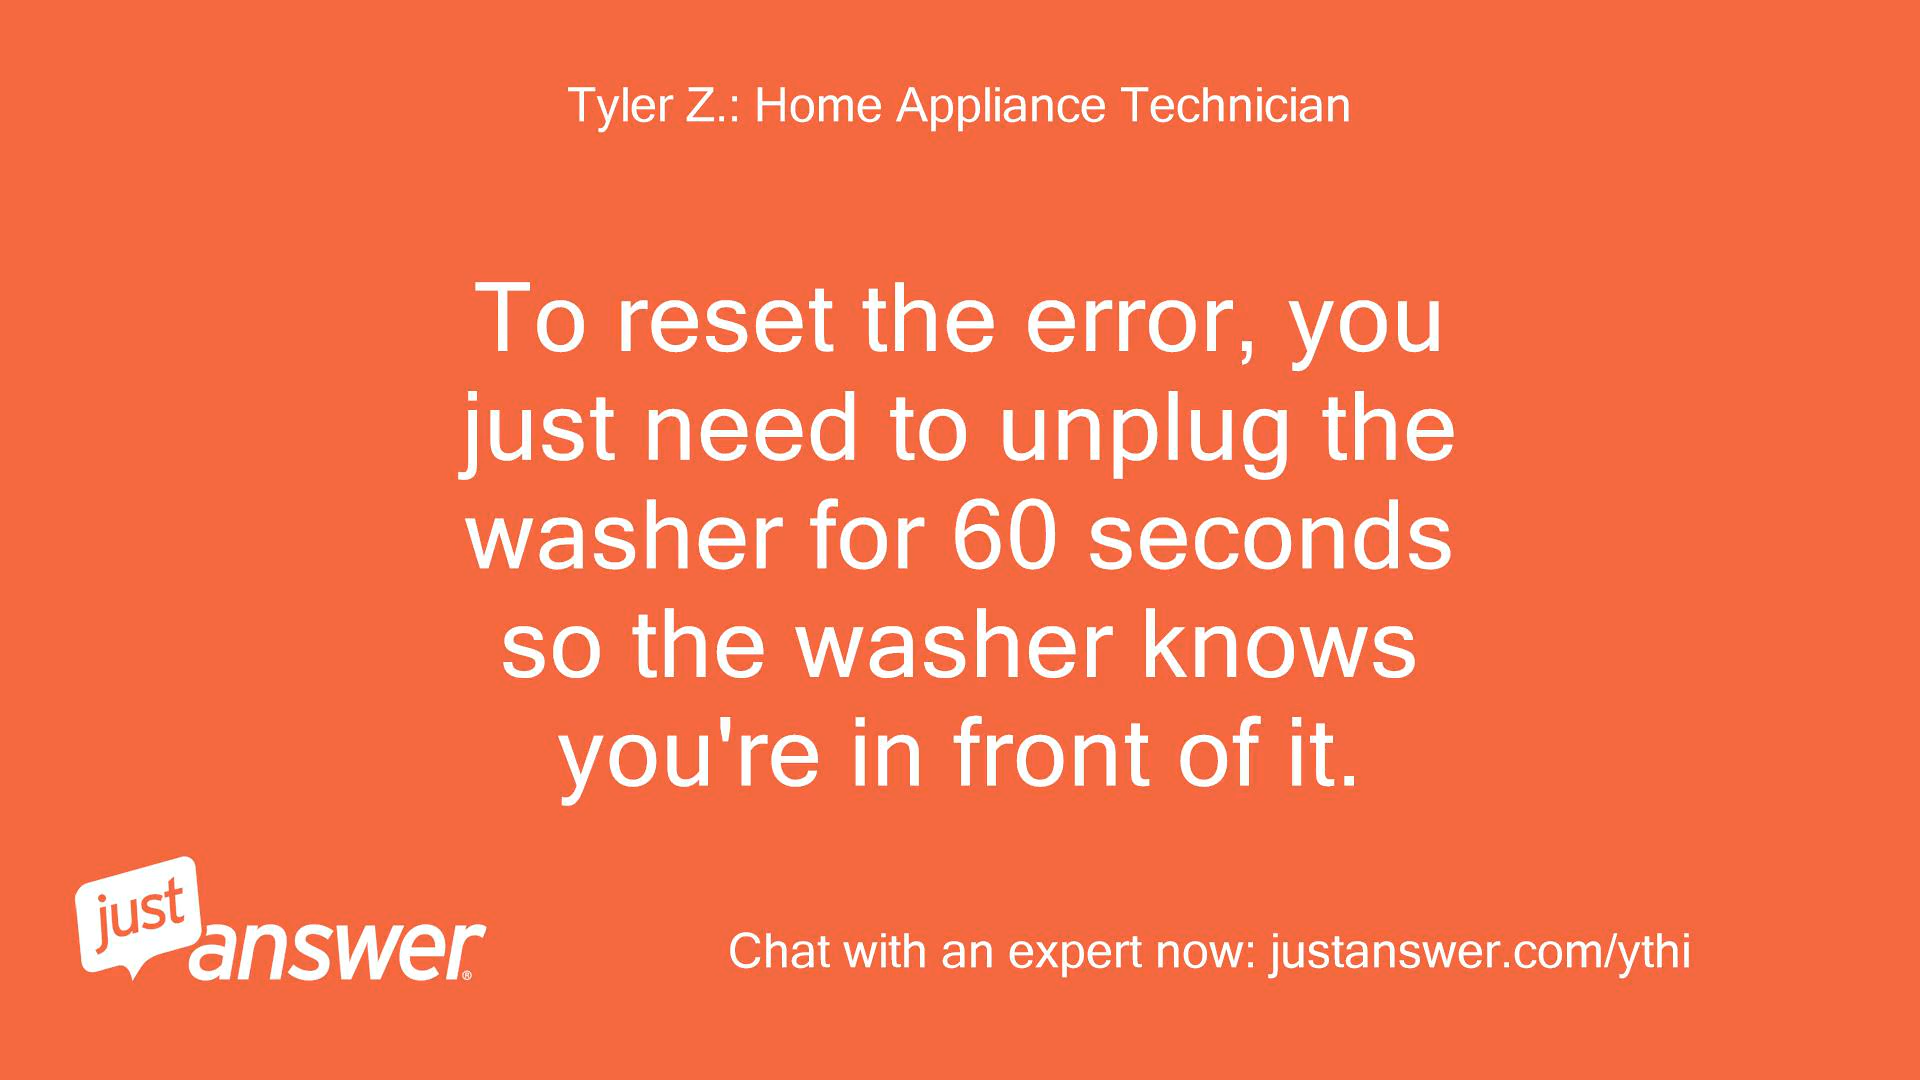 Tyler Z.: Home Appliance Technician
To reset the error, you
just need to unplug the
washer for 60 seconds
so the washer knows
you're in front of it.
just
answer®
Chat with an expert now: justanswer.com/ythi